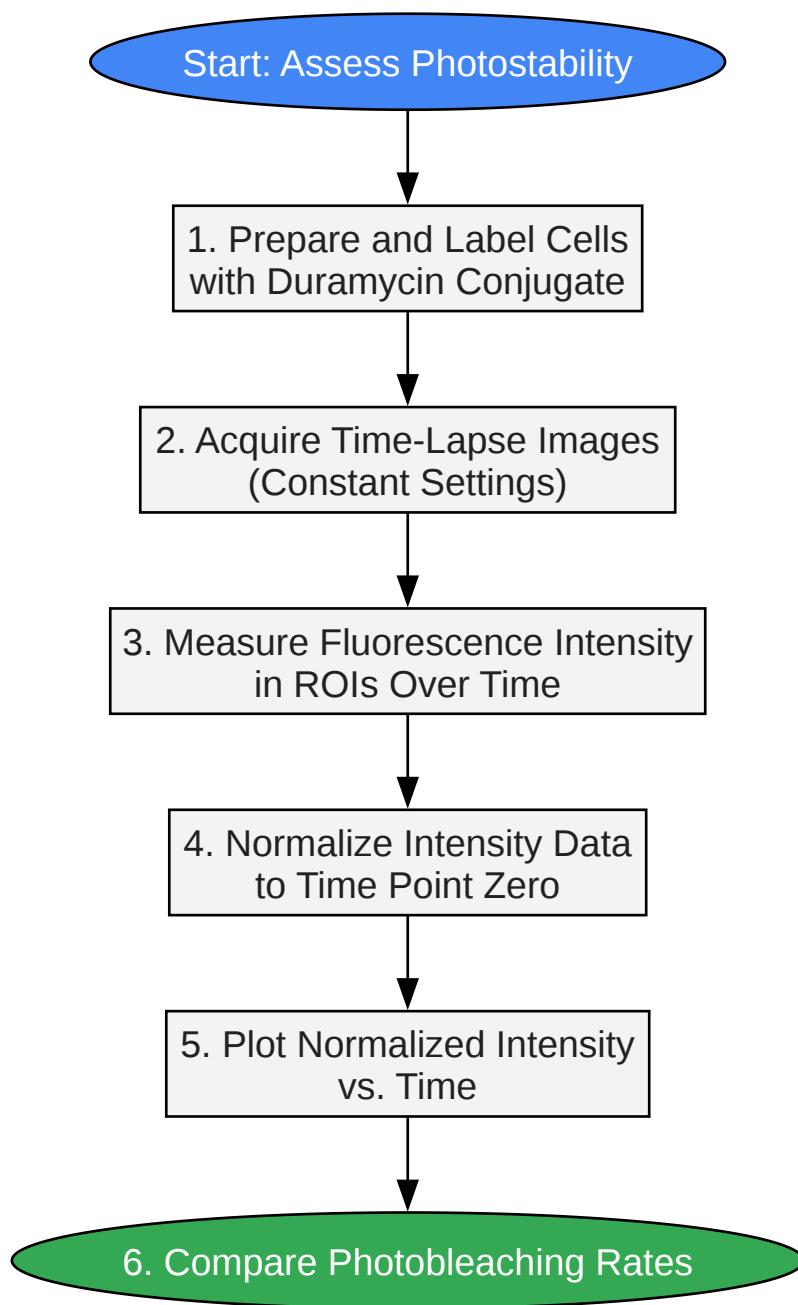 Start: Assess Photostability
1. Prepare and Label Cells
with Duramycin Conjugate
2. Acquire Time-Lapse Images
(Constant Settings)
3. Measure Fluorescence Intensity
in ROIs Over Time
4. Normalize Intensity Data
to Time Point Zero
5. Plot Normalized Intensity
vs. Time
6. Compare Photobleaching Rates